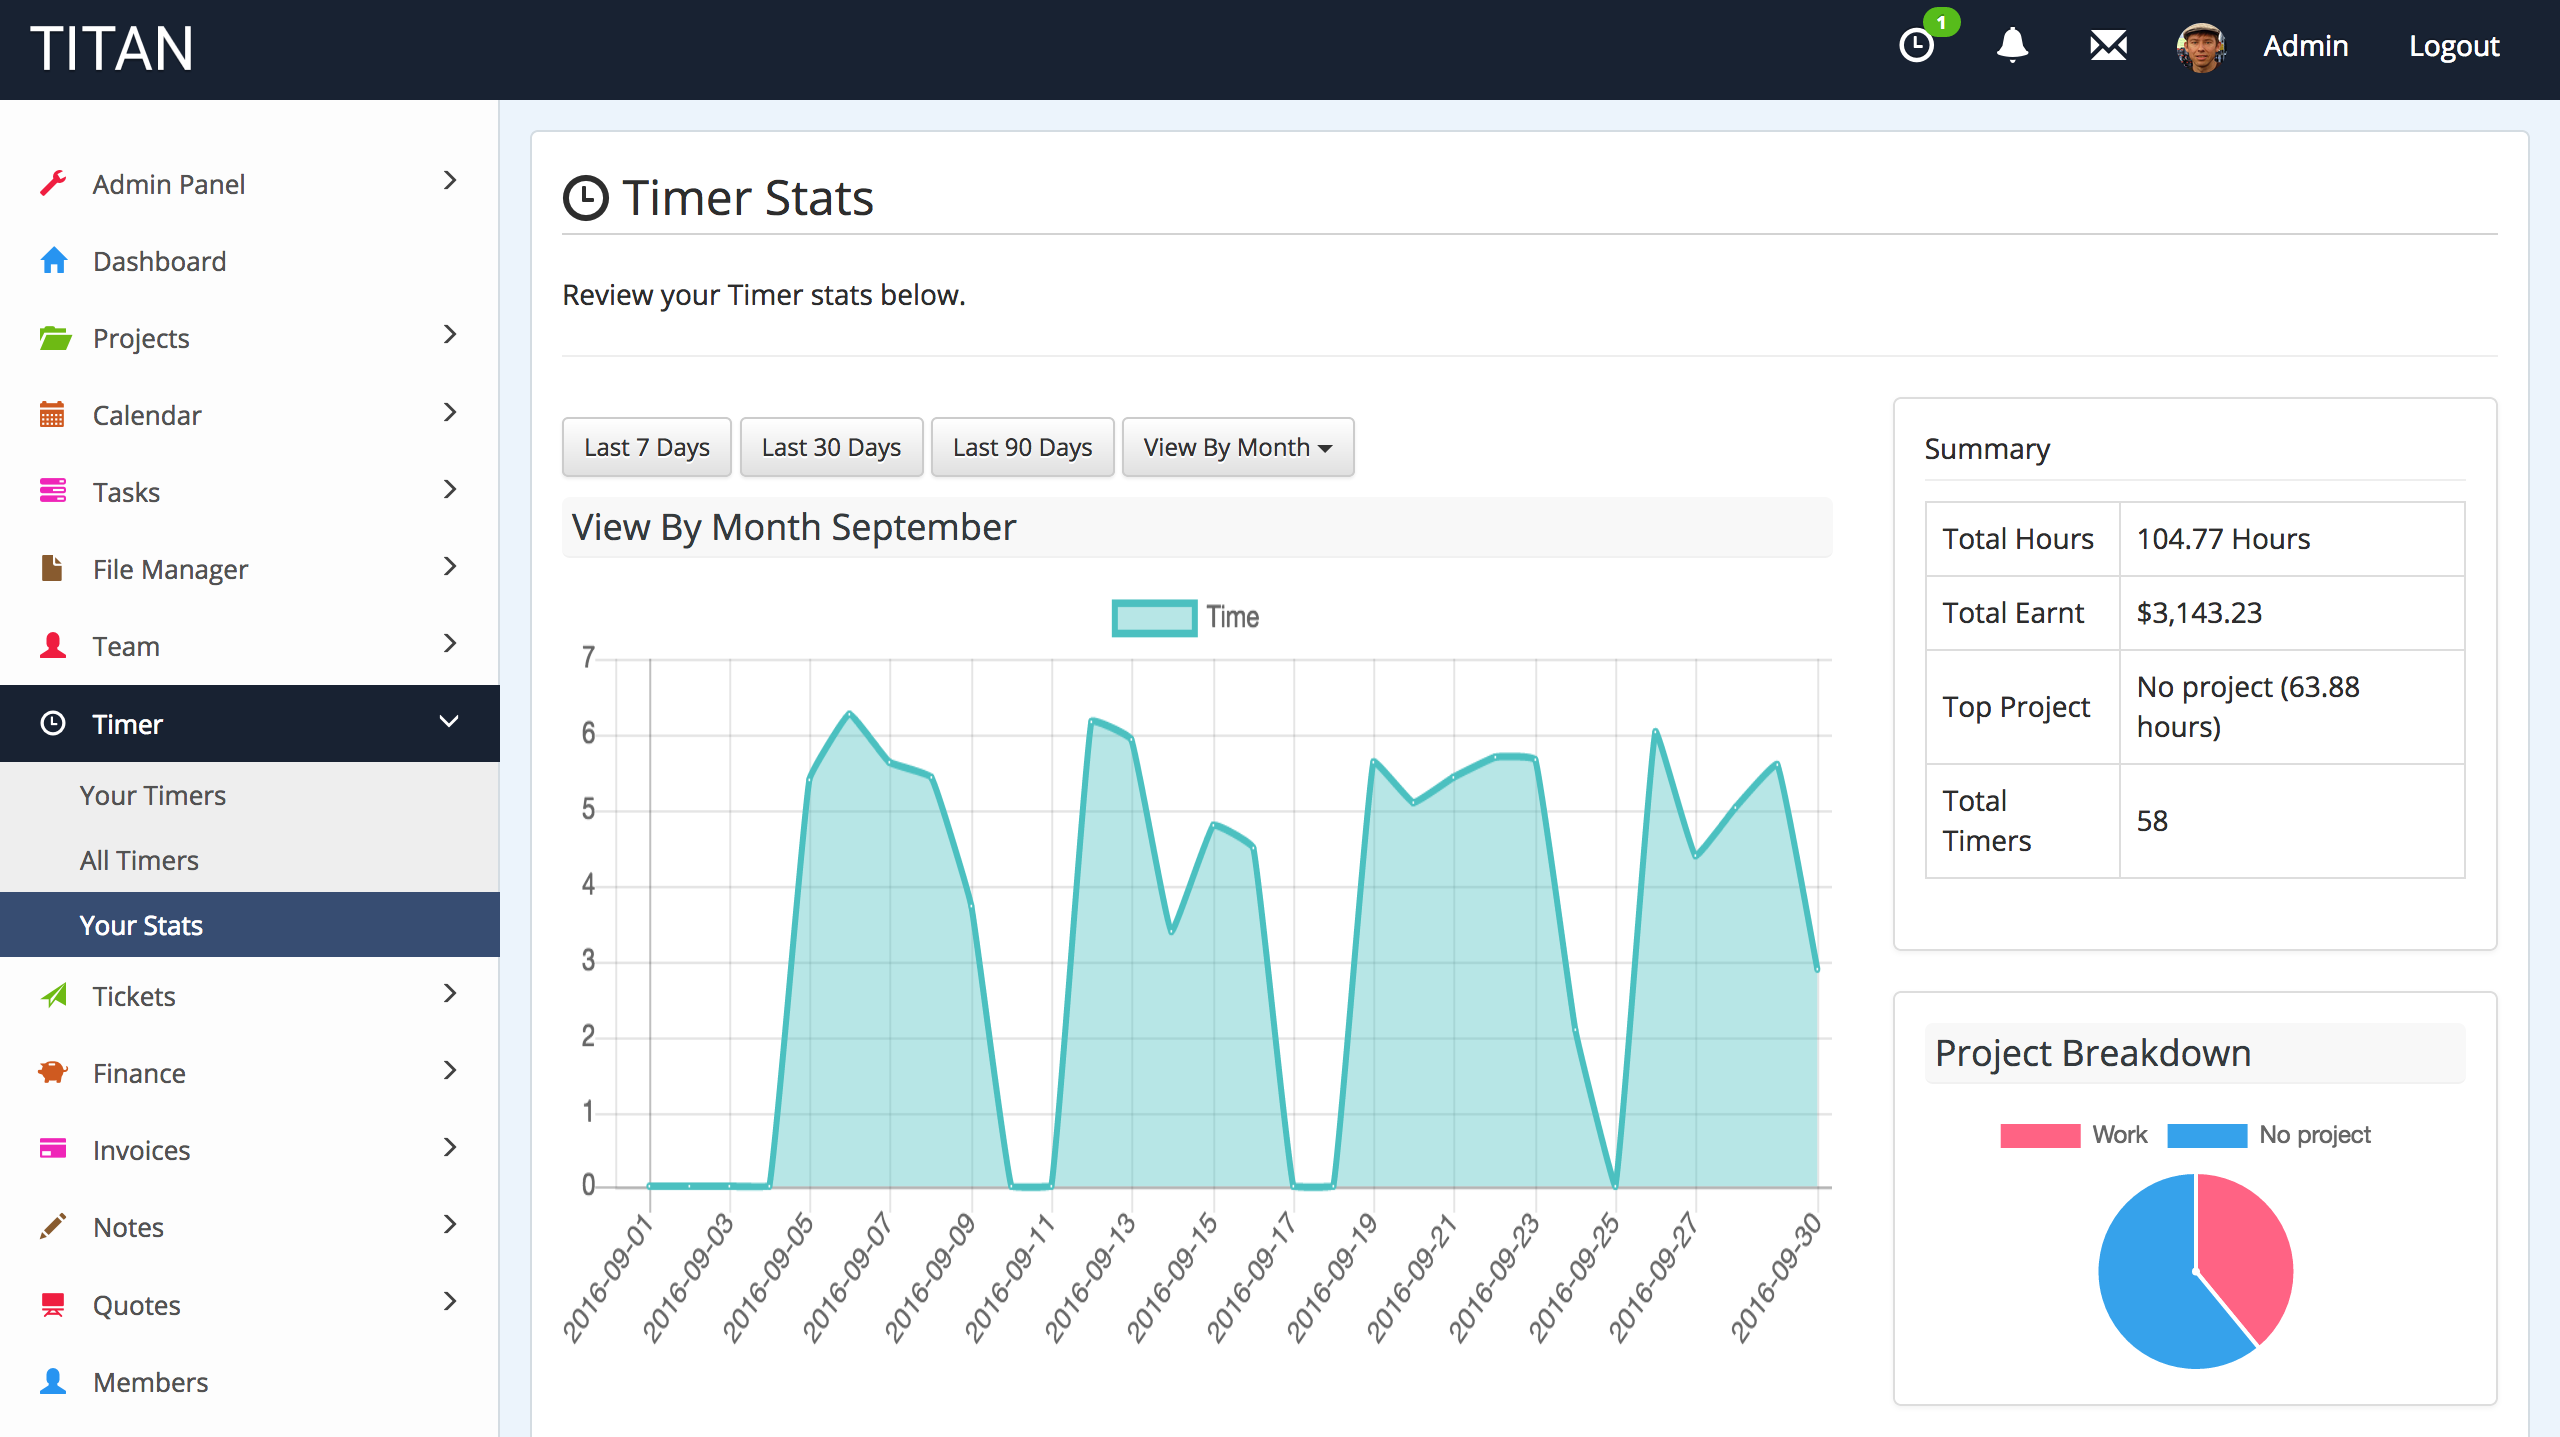 TITAN
1
Admin
Logout
Admin Panel
Dashboard
Projects
Calendar
Tasks
File Manager
Team
Timer
Your Timers
All Timers
Your Stats
Tickets
Finance
Invoices
Notes
Quotes
Members
Timer Stats
Review your Timer stats below.
Last 7 Days
Last 30 Days
Last 90 Days
View By Month
View By Month September
Time
7
6
5
4
3
2
1
0
2016-09-01
2016-09-03
2016-09-05
2016-09-07
2016-09-09
2016-09-11
2016-09-13
2016-09-15
2016-09-17
2016-09-19
2016-09-21
2016-09-23
2016-09-25
2016-09-27
2016-09-30
Summary
Total Hours
104.77 Hours
Total Earnt
$3,143.23
Top Project
No project (63.88
hours)
Total
Timers
58
Project Breakdown
Work
No project